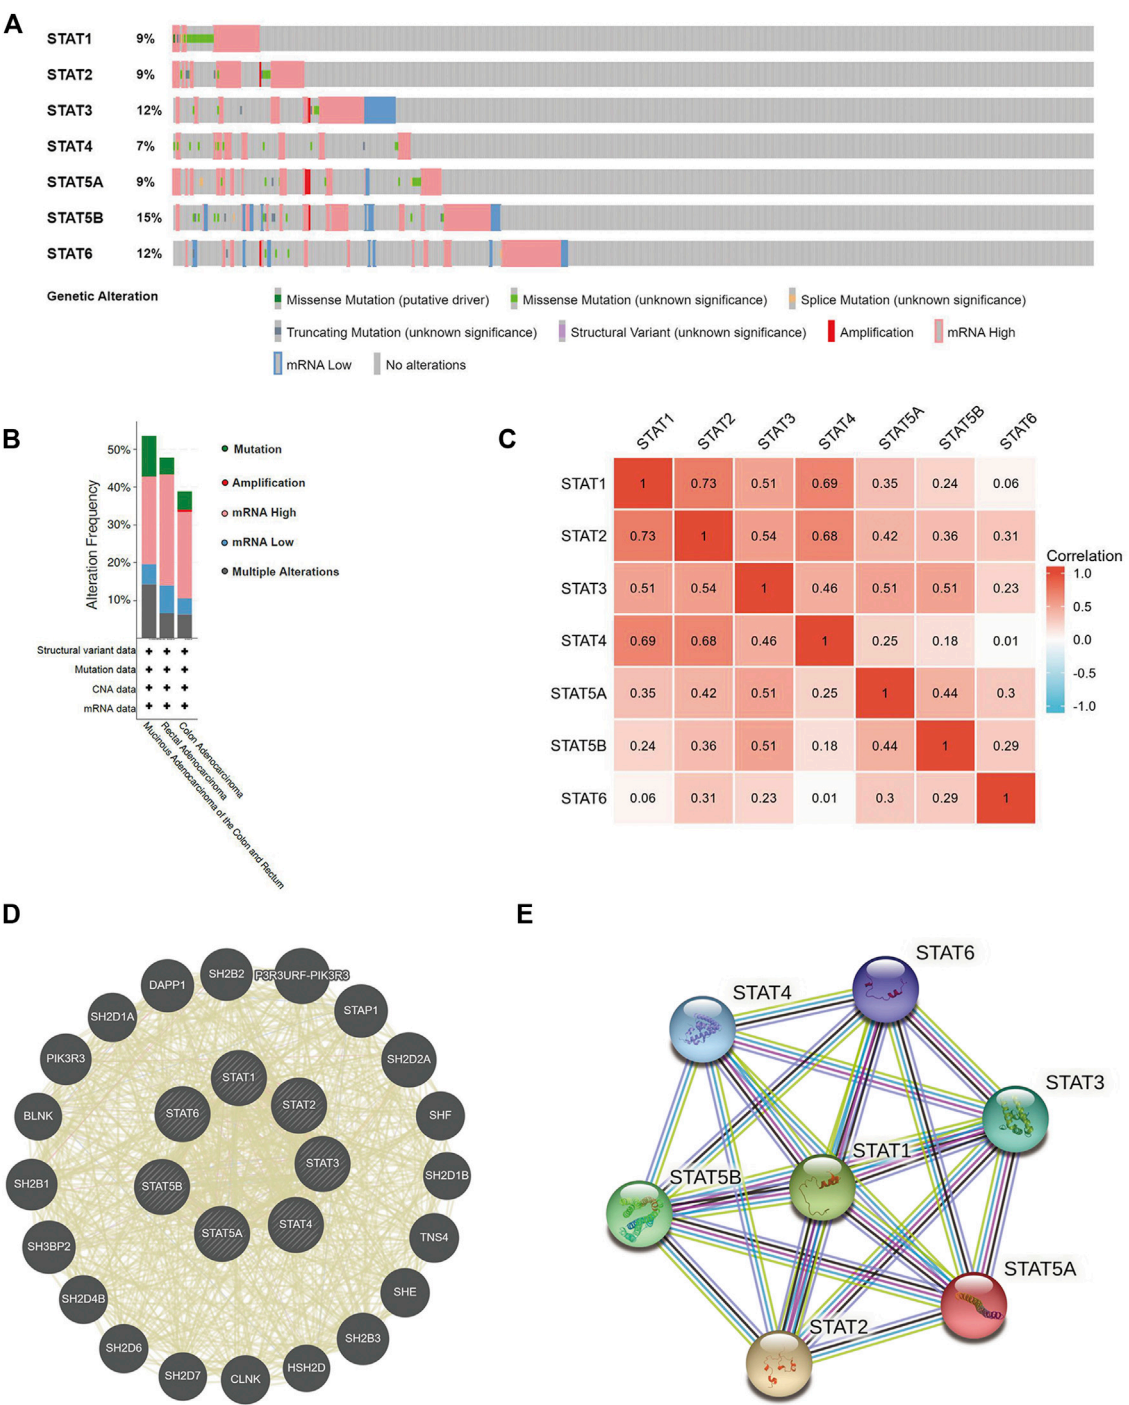 A
STAT1 9%
STAT2 9%
STAT3 12%
STAT4 7%
STAT5A 9%
STAT5B 15%
STAT6 12%
Genetic Alteration
Missense Mutation (putative driver) Missense Mutation (unknown significance) Splice Mutation (unknown significance)
Truncating Mutation (unknown significance) Structural Variant (unknown significance) Amplification mRNA High
mRNA Low No alterations
B
Alteration Frequency
50%
40%
30%
20%
10%
Mutation
Amplification
mRNA High
mRNA Low
Multiple Alterations
Structural variant data + + +
Mutation data + + +
CNA data + + +
mRNA data + + +
Mucinous Adenocarcinoma of the Colon and Rectum
Rectal Adenocarcinoma
Colon Adenocarcinoma
C
STAT1 STAT2 STAT3 STAT4 STAT5A STAT5B STAT6
STAT1 1 0.73 0.51 0.69 0.35 0.24 0.06
STAT2 0.73 1 0.54 0.68 0.42 0.36 0.31
STAT3 0.51 0.54 1 0.46 0.51 0.51 0.23
STAT4 0.69 0.68 0.46 1 0.25 0.18 0.01
STAT5A 0.35 0.42 0.51 0.25 1 0.44 0.3
STAT5B 0.24 0.36 0.51 0.18 0.44 1 0.29
STAT6 0.06 0.31 0.23 0.01 0.3 0.29 1
Correlation
1.0
0.5
0.0
-0.5
-1.0
D
SH2B2
P3R3URF-PIK3R3
DAPP1
STAP1
SH2D1A
SH2D2A
PIK3R3
STAT1
STAT2
STAT6
BLNK
SHF
STAT3
SH2D1B
SH2B1
STAT5B
STAT4
STAT5A
TNS4
SH3BP2
SHE
SH2D4B
SH2B3
SH2D6
HSH2D
SH2D7
CLNK
E
STAT6
STAT4
STAT3
STAT1
STAT5B
STAT5A
STAT2